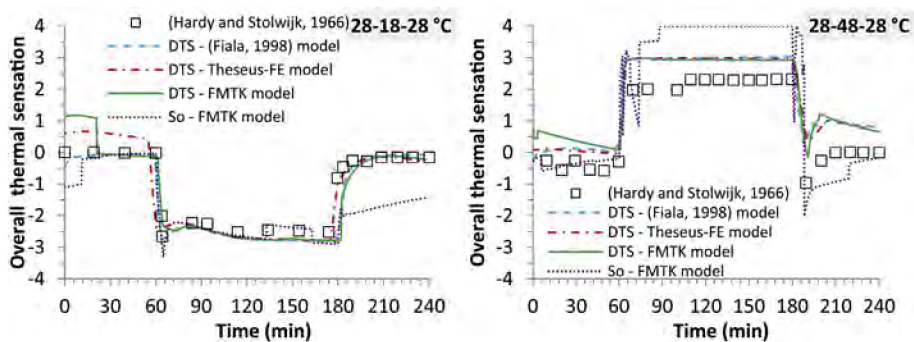 28-18-28 °C
(Hardy and Stolwijk, 1966)
DTS - (Fiala, 1998) model
DTS - Theseus-FE model
DTS - FMTK model
So - FMTK model
Overall thermal sensation
4
3
2
1
0
-1
-2
-3
-4
0 30 60 90 120 150 180 210 240
Time (min)
28-48-28 °C
(Hardy and Stolwijk, 1966)
DTS - (Fiala, 1998) model
DTS - Theseus-FE model
DTS - FMTK model
So - FMTK model
Overall thermal sensation
4
3
2
1
0
-1
-2
-3
-4
0 30 60 90 120 150 180 210 240
Time (min)